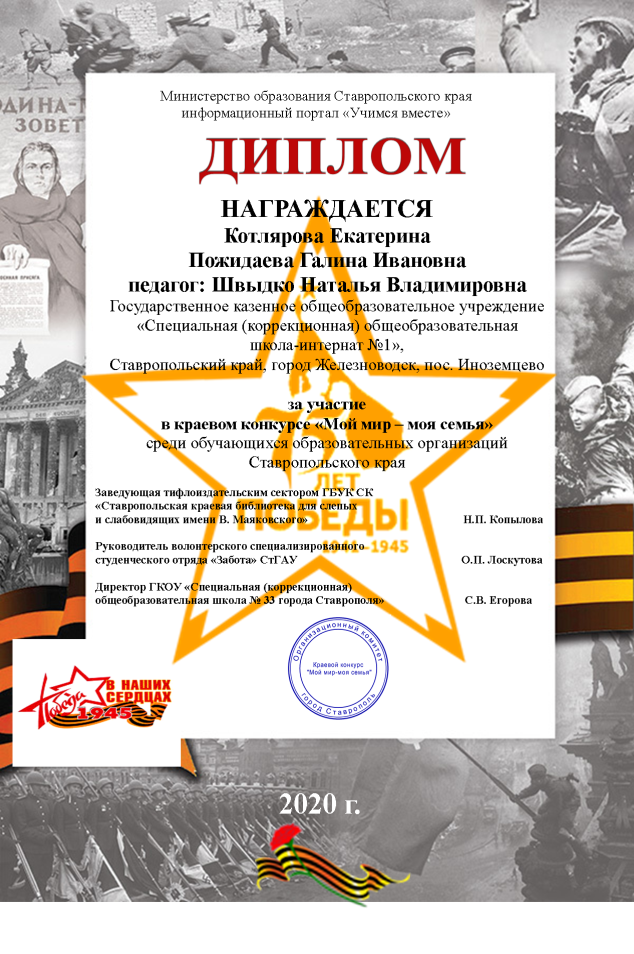 Министерство образования Ставропольского края
информационный портал «Учимся вместе»
ДИПЛОМ
НАГРАЖДАЕТСЯ
Котлярова Екатерина
Пожидаева Галина Ивановна
педагог: Швыдко Наталья Владимировна
Государственное казенное общеобразовательное учреждение
«Специальная (коррекционная) общеобразовательная
школа-интернат №1»,
Ставропольский край, город Железноводск, пос. Иноземцево
за участие
в краевом конкурсе «Мой мир – моя семья»
среди обучающихся образовательных организаций
Ставропольского края
ЛЕТ
ПОБЕДЫ
1941–1945
Заведующая тифлоиздательским сектором ГБУК СК
«Ставропольская краевая библиотека для слепых
и слабовидящих имени В. Маяковского» Н.П. Копылова
Руководитель волонтерского специализированного
студенческого отряда «Забота» СтГАУ О.П. Лоскутова
Директор ГКОУ «Специальная (коррекционная)
общеобразовательная школа № 33 города Ставрополя» С.В. Егорова
Организационный комитет
Краевой конкурс
"Мой мир-моя семья"
город Ставрополь
Победа
В НАШИХ
СЕРДЦАХ
1945
2020 г.